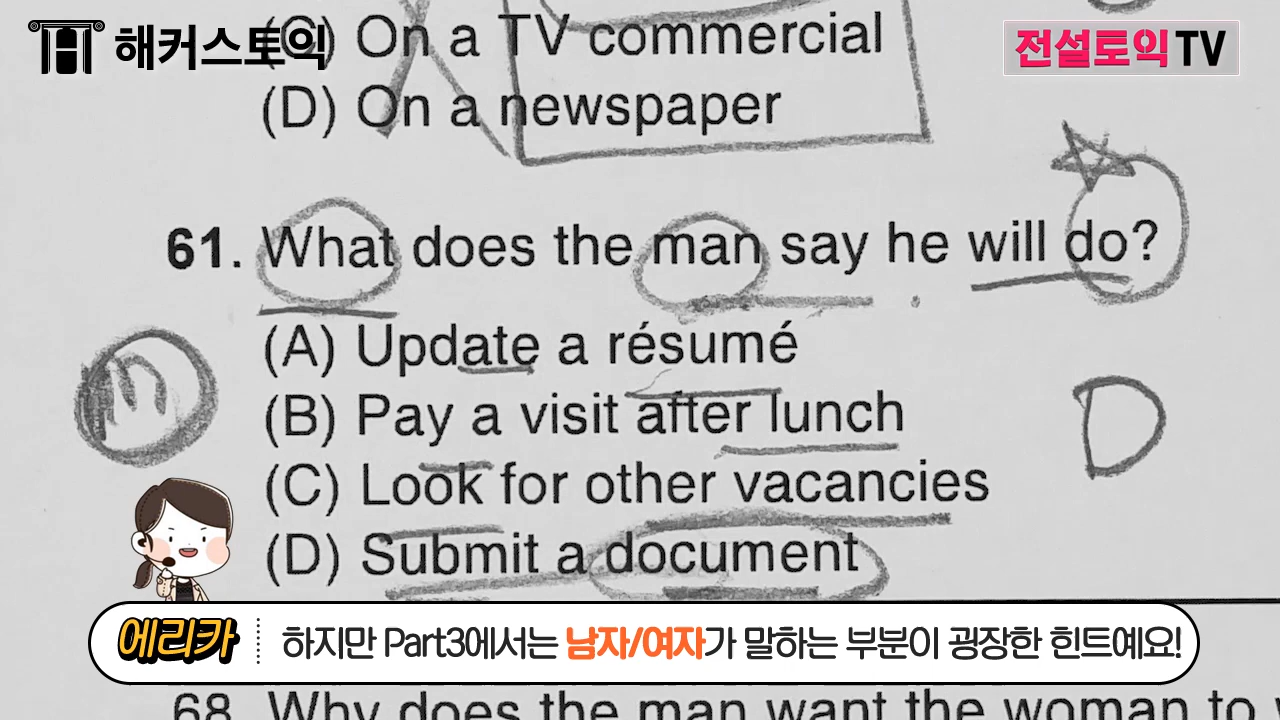 해커스토익
전설토익TV
(C) On a TV commercial
(D) On a newspaper
61. What does the man say he will do?
(A) Update a résumé
(B) Pay a visit after lunch
(C) Look for other vacancies
(D) Submit a document
m
D
에리카
하지만 Part3에서는 남자/여자가 말하는 부분이 굉장한 힌트예요!
68. Why does the man want the woman to